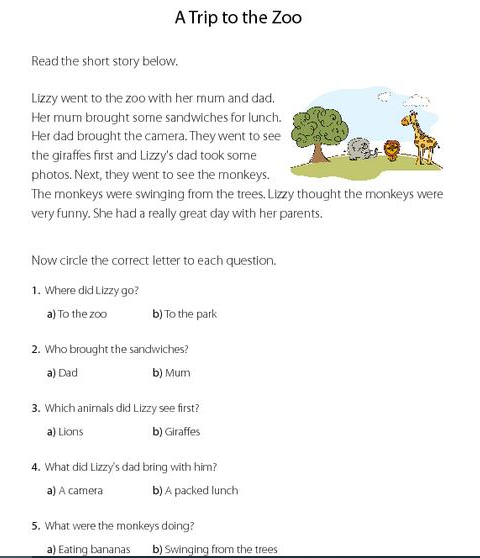 A Trip to the Zoo
Read the short story below.
Lizzy went to the zoo with her mum and dad.
Her mum brought some sandwiches for lunch.
Her dad brought the camera. They went to see
the giraffes first and Lizzy's dad took some
photos. Next, they went to see the monkeys.
The monkeys were swinging from the trees. Lizzy thought the monkeys were
very funny. She had a really great day with her parents.
Now circle the correct letter to each question.
1. Where did Lizzy go?
a) To the zoo b) To the park
2. Who brought the sandwiches?
a) Dad b) Mum
3. Which animals did Lizzy see first?
a) Lions b) Giraffes
4. What did Lizzy's dad bring with him?
a) A camera b) A packed lunch
5. What were the monkeys doing?
a) Eating bananas b) Swinging from the trees